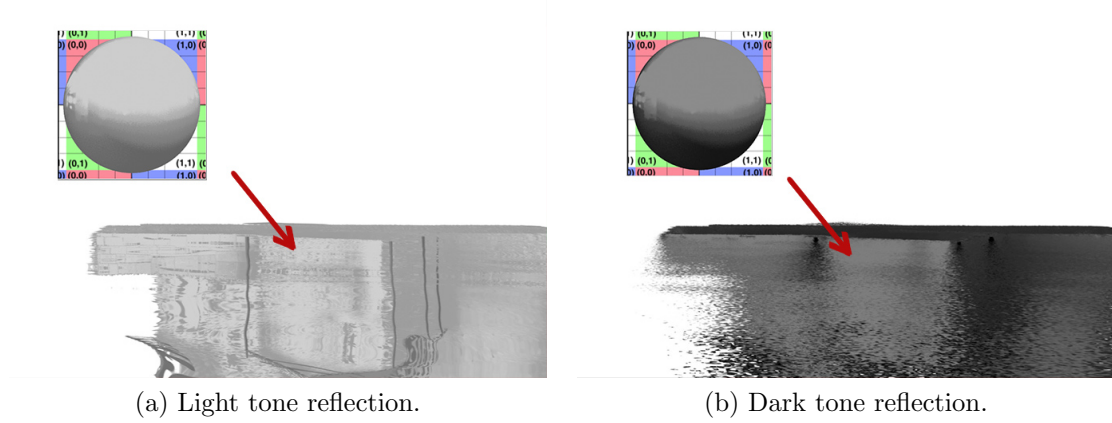 (0,1) (1,1) (0
0) (0,0) (1,0) (0
1) (0,1) (1,1) (0
0) (0,0) (1,0) (0
(0,1) (1,1) (0
0) (0,0) (1,0) (0
1) (0,1) (1,1) (0
0) (0,0) (1,0) (0
(a) Light tone reflection.
(b) Dark tone reflection.